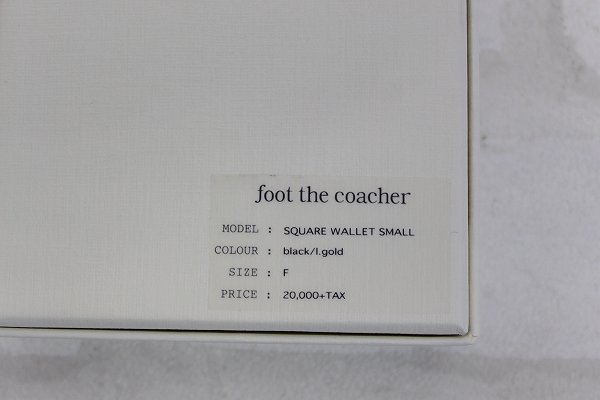 foot the coacher
MODEL : SQUARE WALLET SMALL
COLOUR : black/l.gold
SIZE : F
PRICE : 20,000+TAX